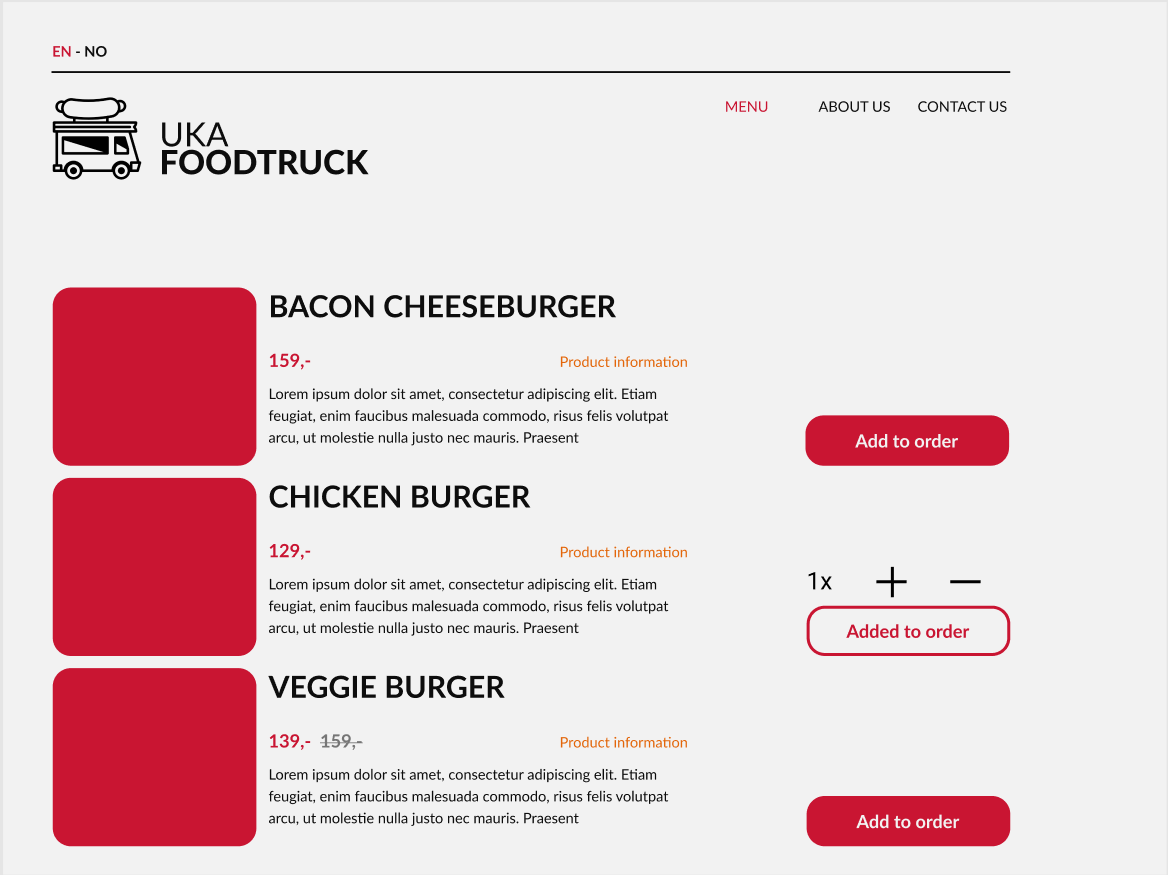 EN - NO
MENU ABOUT US CONTACT US
UKA
FOODTRUCK
BACON CHEESEBURGER
159,- Product information
Lorem ipsum dolor sit amet, consectetur adipiscing elit. Etiam
feugiat, enim faucibus malesuada commodo, risus felis volutpat
arcu, ut molestie nulla justo nec mauris. Praesent
Add to order
CHICKEN BURGER
129,- Product information
Lorem ipsum dolor sit amet, consectetur adipiscing elit. Etiam
feugiat, enim faucibus malesuada commodo, risus felis volutpat
arcu, ut molestie nulla justo nec mauris. Praesent
1x + −
Added to order
VEGGIE BURGER
139,- 159,- Product information
Lorem ipsum dolor sit amet, consectetur adipiscing elit. Etiam
feugiat, enim faucibus malesuada commodo, risus felis volutpat
arcu, ut molestie nulla justo nec mauris. Praesent
Add to order